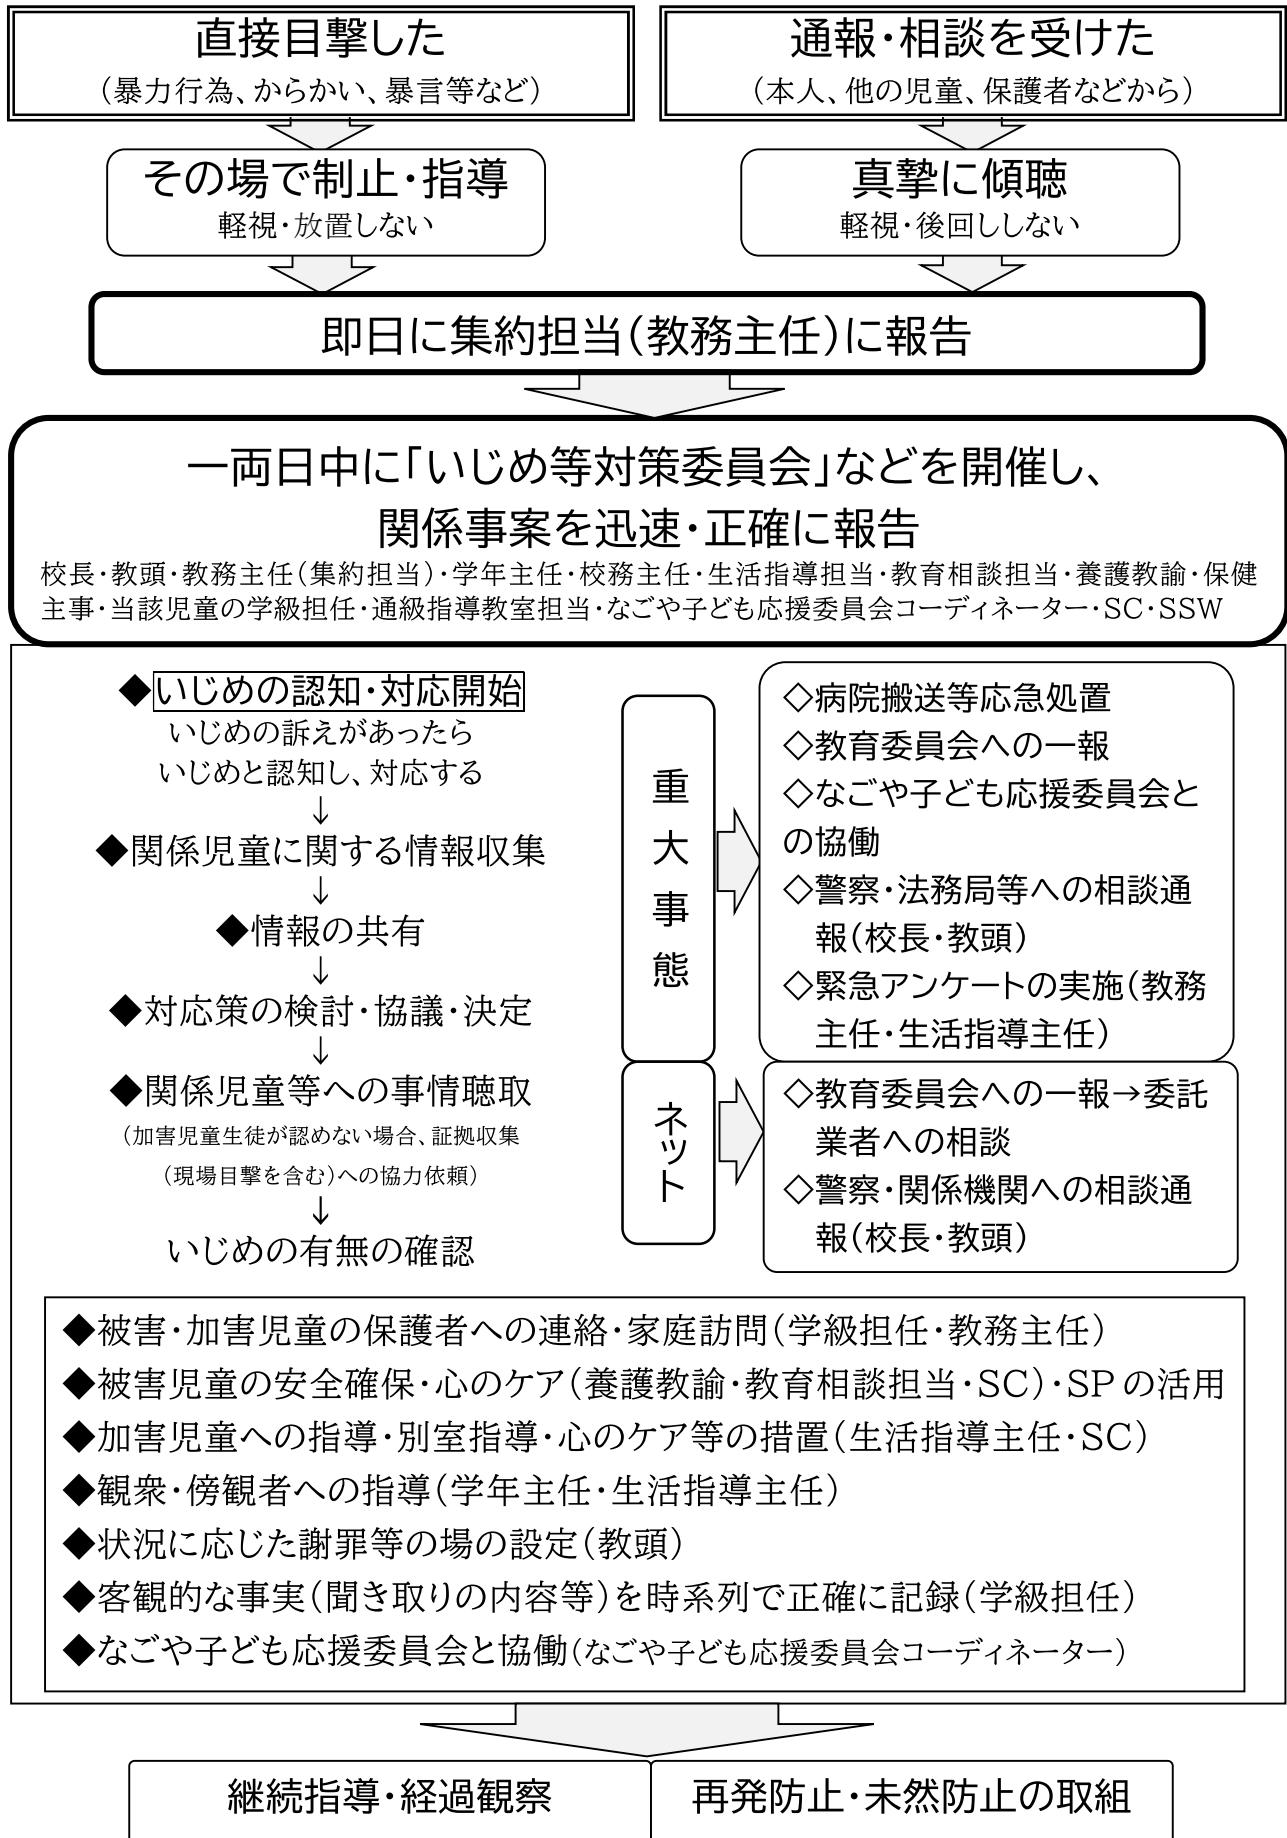 直接目撃した
（暴力行為、からかい、暴言等など）
通報・相談を受けた
（本人、他の児童、保護者などから）
その場で制止・指導
軽視・放置しない
真摯に傾聴
軽視・後回ししない
即日に集約担当（教務主任）に報告
一両日中に「いじめ等対策委員会」などを開催し、
関係事案を迅速・正確に報告
校長・教頭・教務主任（集約担当）・学年主任・校務主任・生活指導担当・教育相談担当・養護教諭・保健
主事・当該児童の学級担任・通級指導教室担当・なごや子ども応援委員会コーディネーター・SC・SSW
◆いじめの認知・対応開始
いじめの訴えがあったら
いじめと認知し、対応する
↓
◆関係児童に関する情報収集
↓
◆情報の共有
↓
◆対応策の検討・協議・決定
↓
◆関係児童等への事情聴取
（加害児童生徒が認めない場合、証拠収集
（現場目撃を含む）への協力依頼）
↓
いじめの有無の確認
重大事態
◇病院搬送等応急処置
◇教育委員会への一報
◇なごや子ども応援委員会と
の協働
◇警察・法務局等への相談通
報（校長・教頭）
◇緊急アンケートの実施（教務
主任・生活指導主任）
ネット
◇教育委員会への一報→委託
業者への相談
◇警察・関係機関への相談通
報（校長・教頭）
◆被害・加害児童の保護者への連絡・家庭訪問（学級担任・教務主任）
◆被害児童の安全確保・心のケア（養護教諭・教育相談担当・SC）・SPの活用
◆加害児童への指導・別室指導・心のケア等の措置（生活指導主任・SC）
◆観衆・傍観者への指導（学年主任・生活指導主任）
◆状況に応じた謝罪等の場の設定（教頭）
◆客観的な事実（聞き取りの内容等）を時系列で正確に記録（学級担任）
◆なごや子ども応援委員会と協働（なごや子ども応援委員会コーディネーター）
継続指導・経過観察
再発防止・未然防止の取組